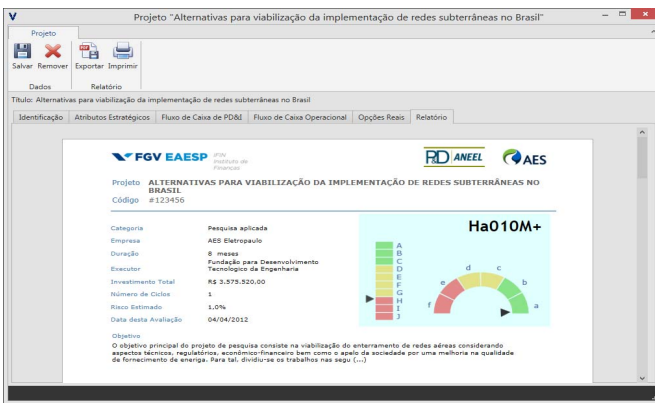 Projeto "Alternativas para viabilização da implementação de redes subterrâneas no Brasil"
Projeto
Salvar Remover Exportar Imprimir
Dados Relatório
Título: Alternativas para viabilização da implementação de redes subterrâneas no Brasil
Identificação Atributos Estratégicos Fluxo de Caixa de PD&I Fluxo de Caixa Operacional Opções Reais Relatório
FGV EAESP
Instituto de
Finanças
P&D ANEEL
AES
Projeto ALTERNATIVAS PARA VIABILIZAÇÃO DA IMPLEMENTAÇÃO DE REDES SUBTERRÂNEAS NO
BRASIL
Código #123456
Categoria Pesquisa aplicada
Empresa AES Eletropaulo
Duração 8 meses
Executor Fundação para Desenvolvimento
Tecnologico da Engenharia
Investimento Total R$ 3.575.520,00
Número de Ciclos 1
Risco Estimado 1.0%
Data desta Avaliação 04/04/2012
Ha010M+
A
B
C
D
E
F
G
H
I
J
f e d c b a
Objetivo
O objetivo principal do projeto de pesquisa consiste na viabilização do enterramento de redes aéreas considerando
aspectos técnicos, regulatórios, econômico-financeiro bem como o apelo da sociedade por uma melhoria na qualidade
de fornecimento de eneriga. Para tal, dividiu-se os trabalhos nas segu (...)